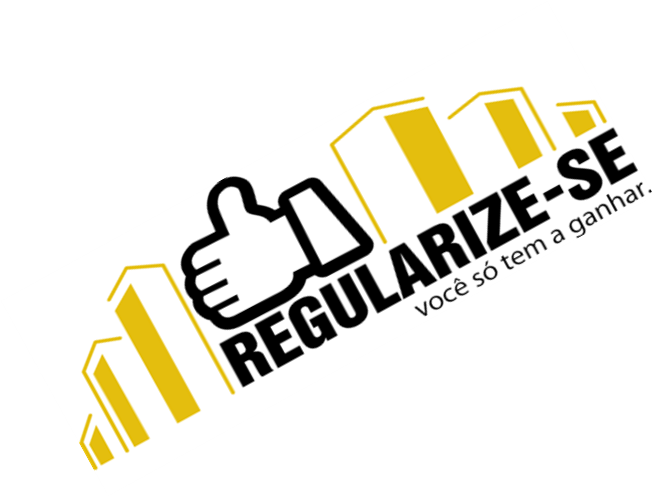 REGULARIZE-SE
você só tem a ganhar.